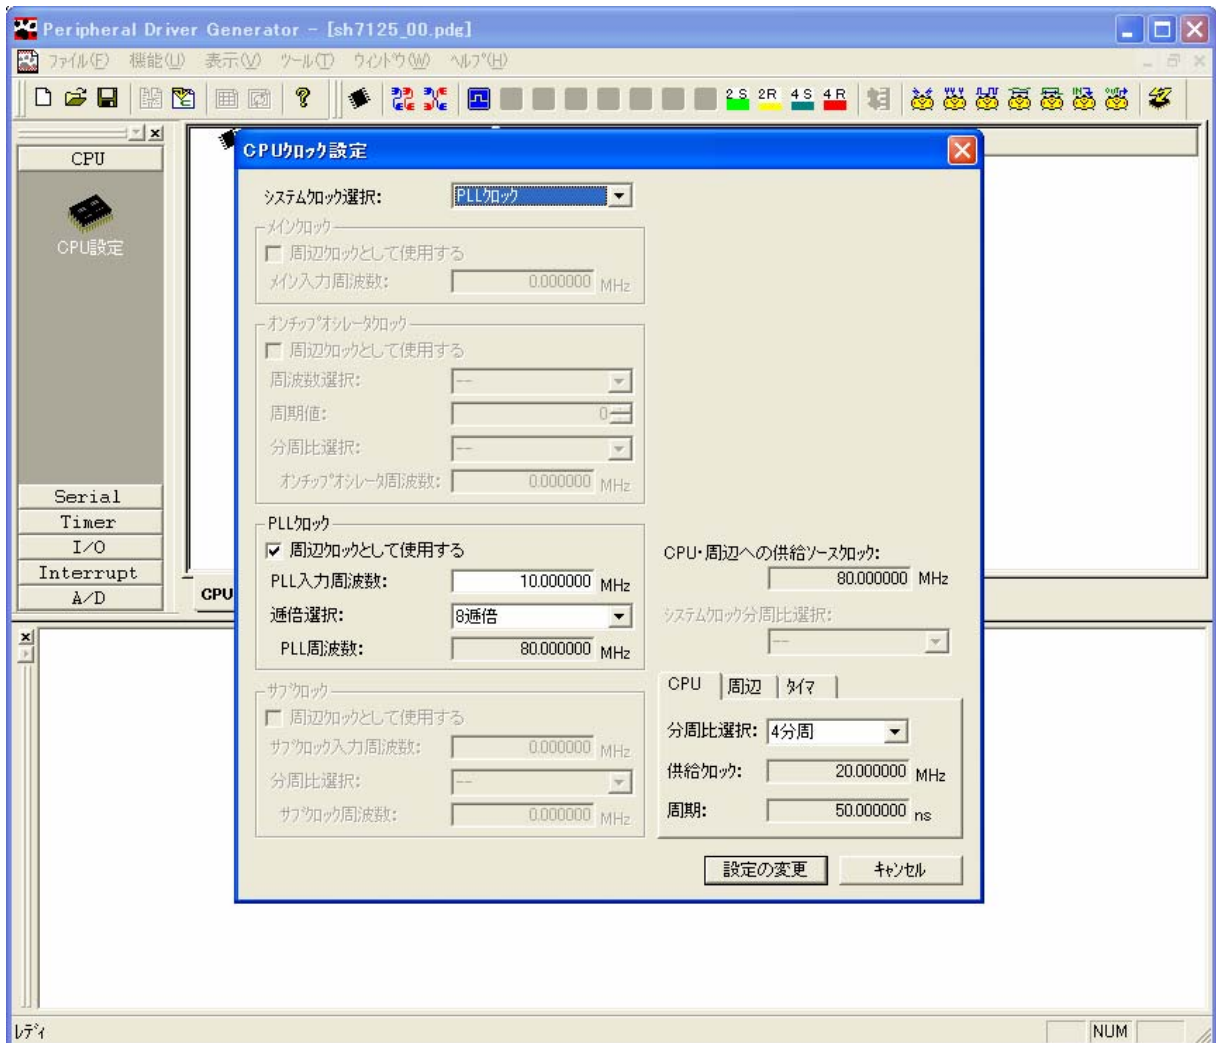 Peripheral Driver Generator - [sh7125_00.pdg]
ﾌｧｲﾙ(F) 機能(U) 表示(V) ﾂｰﾙ(T) ｳｨﾝﾄﾞｳ(W) ﾍﾙﾌﾟ(H)
2 S 2R 4 S 4 R
CPU
CPU設定
Serial
Timer
I/O
Interrupt
A/D
CPU
CPUｸﾛｯｸ設定
ｼｽﾃﾑｸﾛｯｸ選択: PLLｸﾛｯｸ
ﾒｲﾝｸﾛｯｸ
周辺ｸﾛｯｸとして使用する
ﾒｲﾝ入力周波数: 0.000000 MHz
ｵﾝﾁｯﾌﾟｵｼﾚｰﾀｸﾛｯｸ
周辺ｸﾛｯｸとして使用する
周波数選択: --
周期値: 0
分周比選択: --
ｵﾝﾁｯﾌﾟｵｼﾚｰﾀ周波数: 0.000000 MHz
PLLｸﾛｯｸ
周辺ｸﾛｯｸとして使用する
PLL入力周波数: 10.000000 MHz
逓倍選択: 8逓倍
PLL周波数: 80.000000 MHz
ｻﾌﾞｸﾛｯｸ
周辺ｸﾛｯｸとして使用する
ｻﾌﾞｸﾛｯｸ入力周波数: 0.000000 MHz
分周比選択: --
ｻﾌﾞｸﾛｯｸ周波数: 0.000000 MHz
CPU･周辺への供給ｿｰｽｸﾛｯｸ:
80.000000 MHz
ｼｽﾃﾑｸﾛｯｸ分周比選択:
--
CPU 周辺 ﾀｲﾏ
分周比選択: 4分周
供給ｸﾛｯｸ: 20.000000 MHz
周期: 50.000000 ns
設定の変更 ｷｬﾝｾﾙ
ﾚﾃﾞｨ NUM